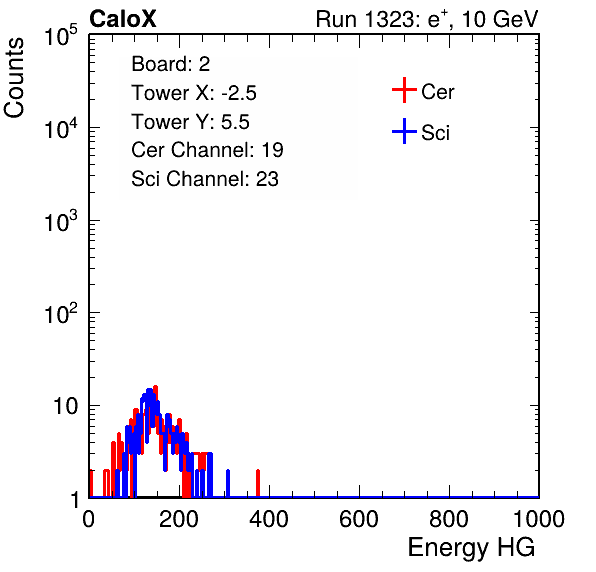 CaloX Run 1323: e⁺, 10 GeV
Counts
Board: 2
Tower X: -2.5
Tower Y: 5.5
Cer Channel: 19
Sci Channel: 23
Cer
Sci
10⁵
10⁴
10³
10²
10
1
0 200 400 600 800 1000
Energy HG